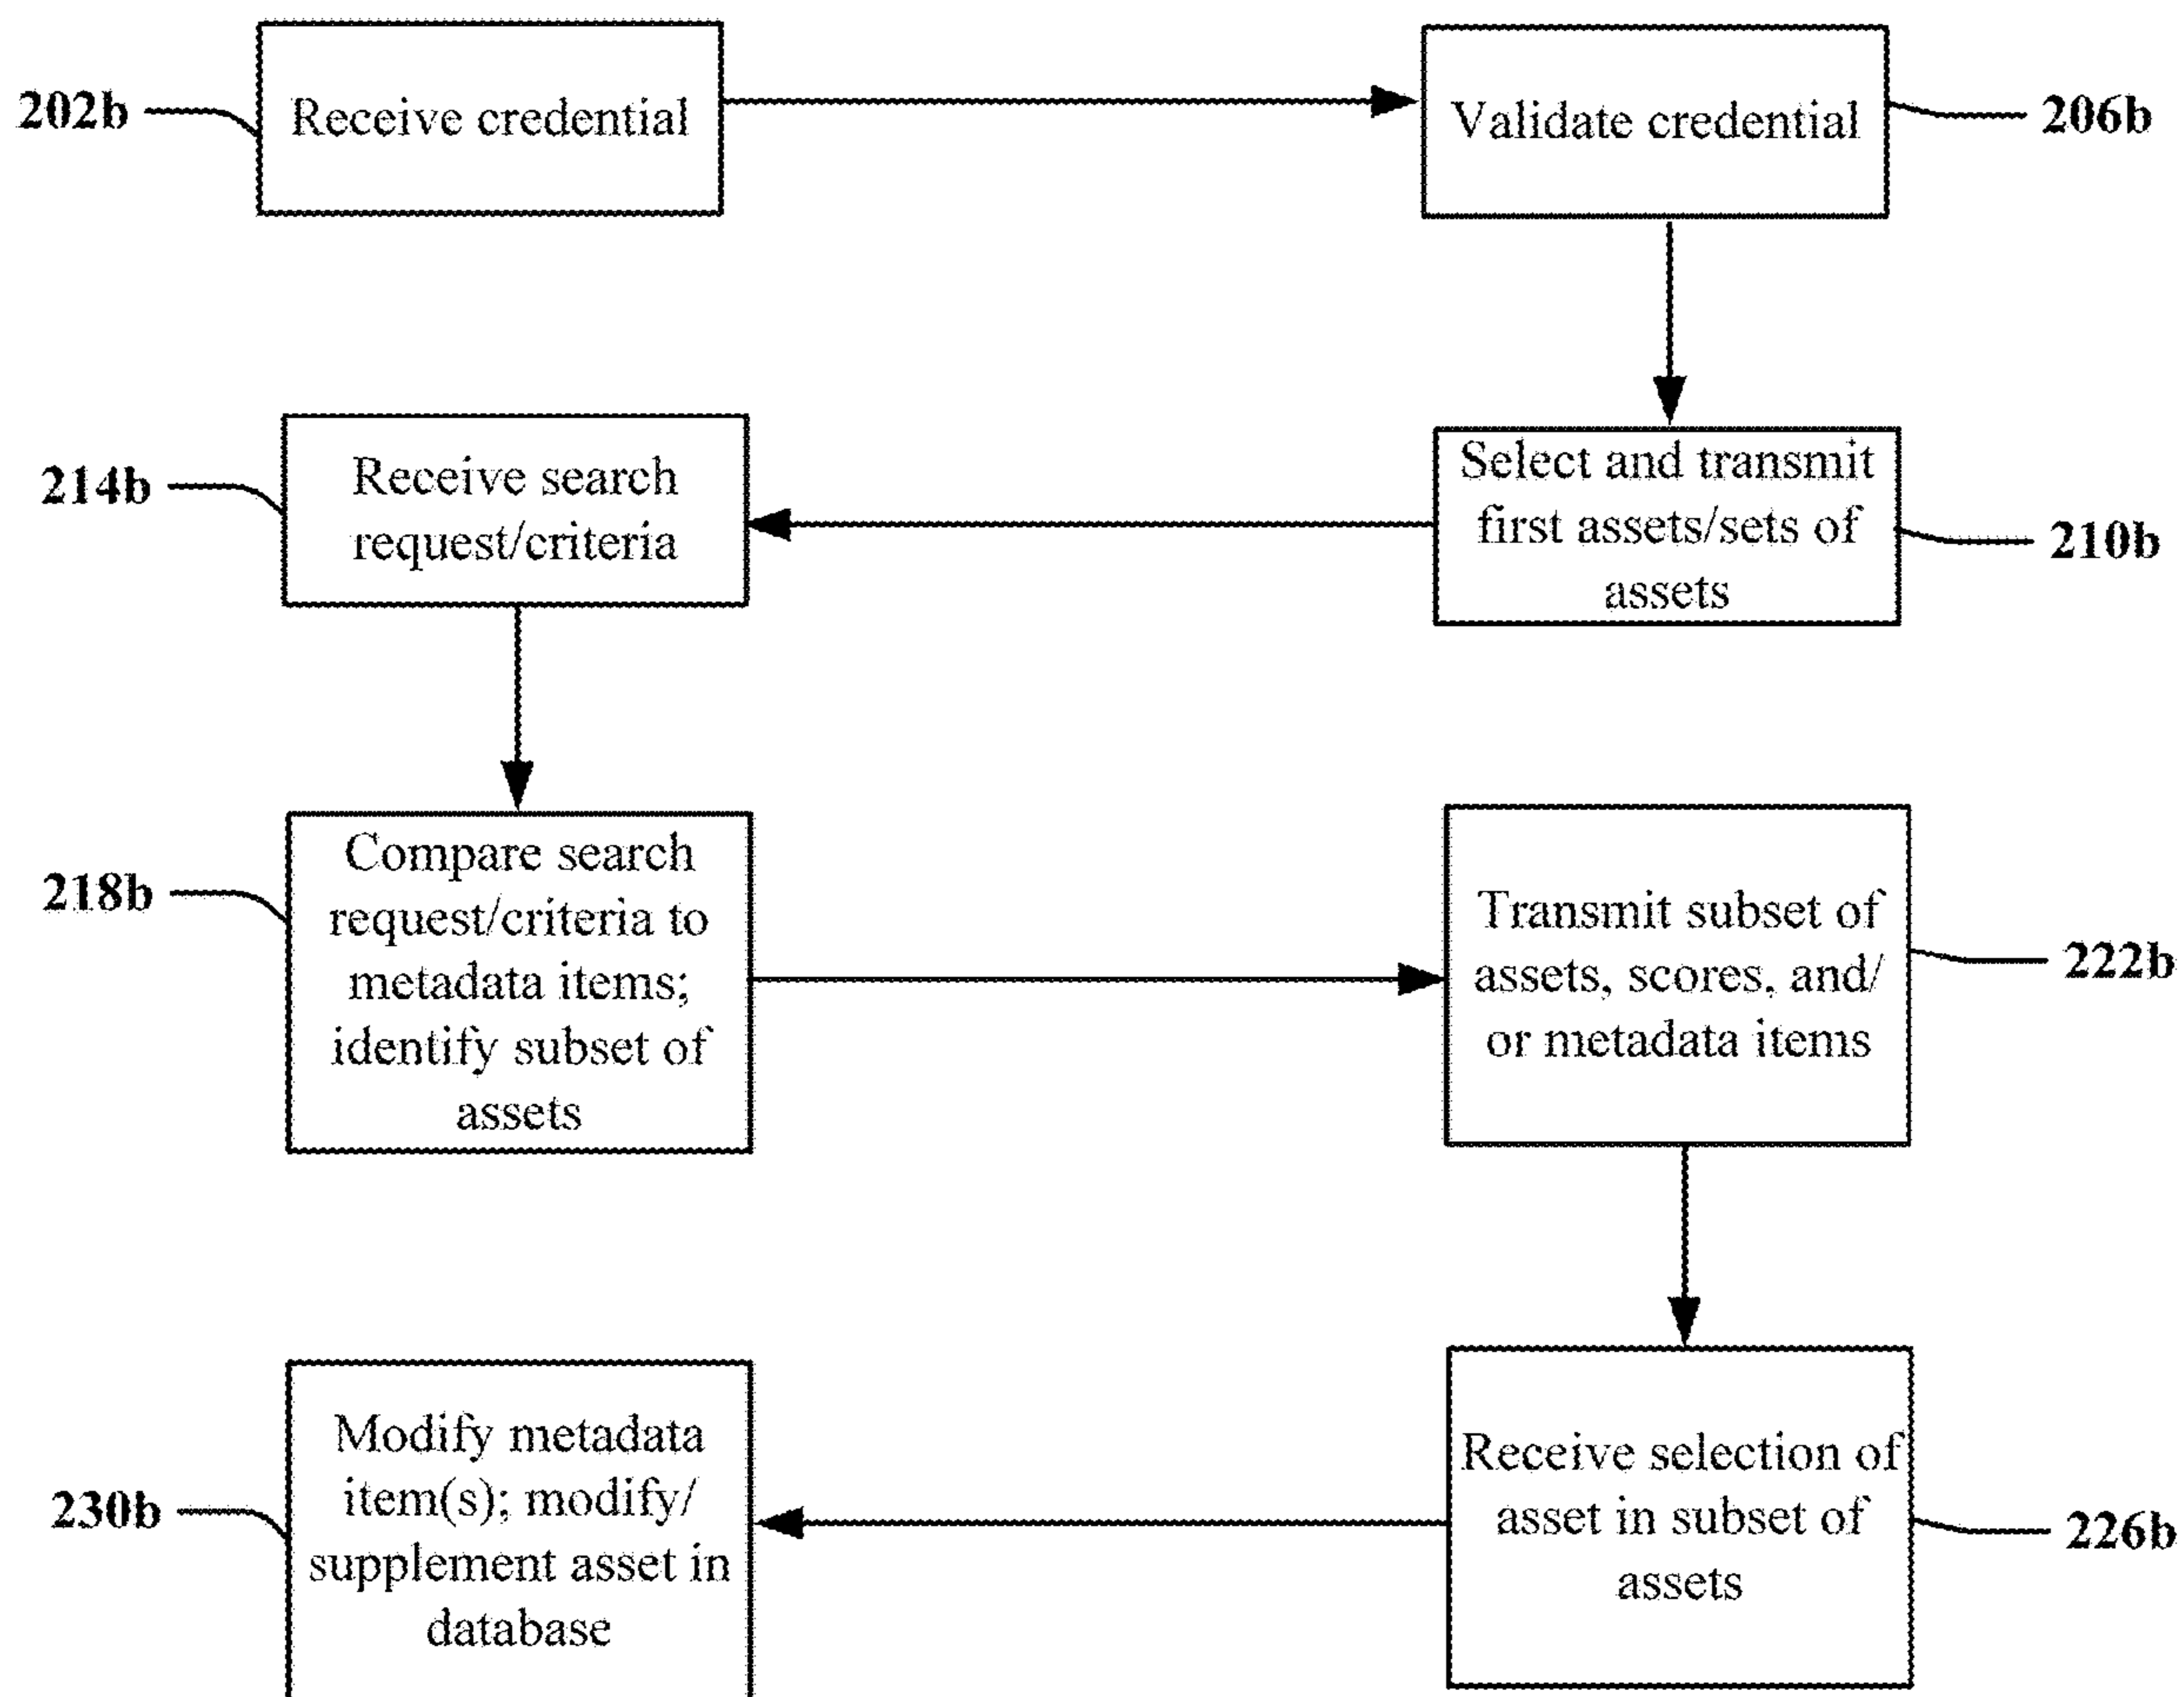 202b
Receive credential
Validate credential
206b
214b
Receive search
request/criteria
Select and transmit
first assets/sets of
assets
210b
218b
Compare search
request/criteria to
metadata items;
identify subset of
assets
Transmit subset of
assets, scores, and/
or metadata items
222b
230b
Modify metadata
item(s); modify/
supplement asset in
database
Receive selection of
asset in subset of
assets
226b